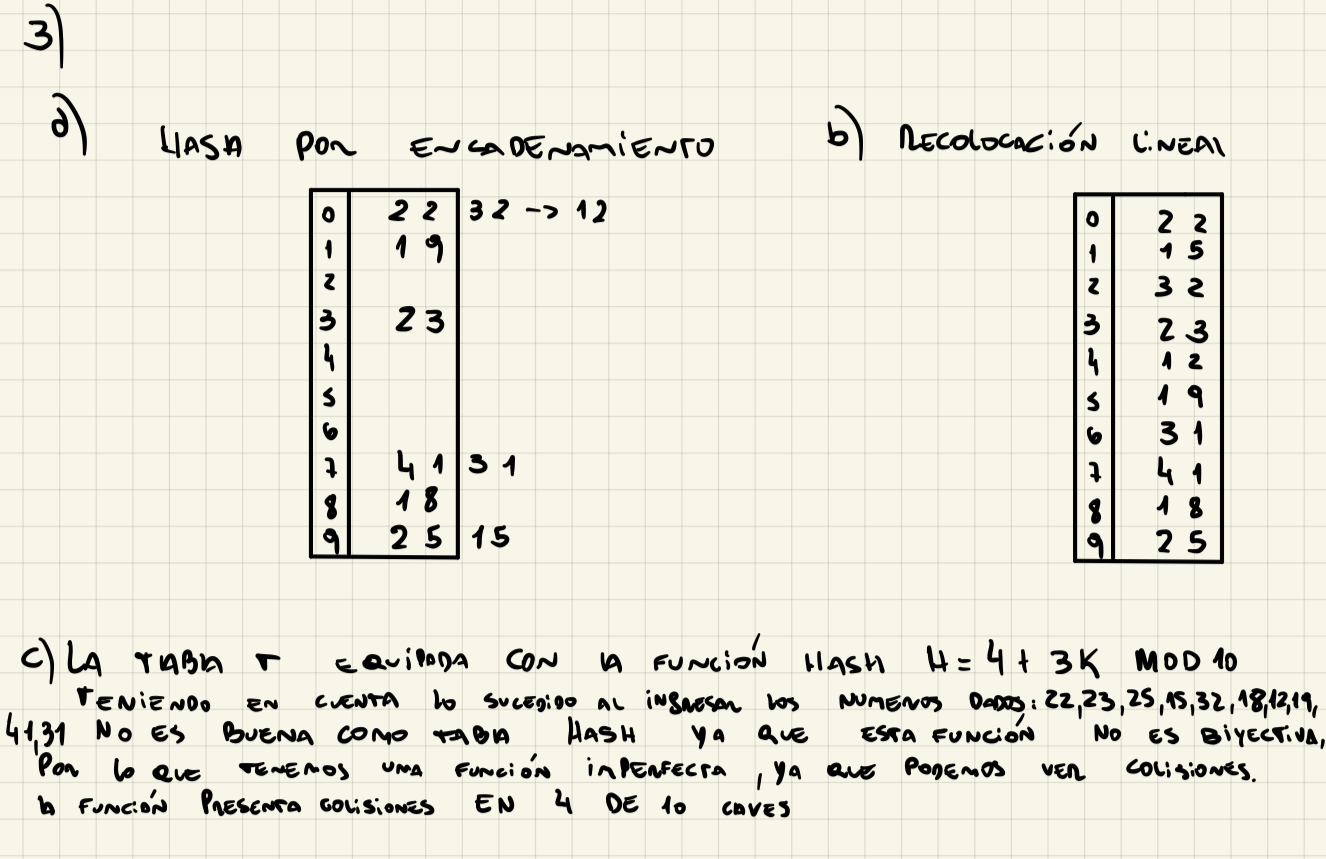 3)
a) HASH POR ENCADENAMIENTO
0 22 32 -> 12
1 19
2
3 23
4
5
6
7 41 31
8 18
9 25 15
b) RECOLOCACIÓN LINEAL
0 22
1 15
2 32
3 23
4 12
5 19
6 31
7 41
8 18
9 25
c) LA TABLA T EQUIPADA CON LA FUNCIÓN HASH H = 4 + 3K MOD 10
TENIENDO EN CUENTA lo SUCEDIDO AL INGRESAR LOS NUMEROS DADOS: 22,23,25,15,32,18,12,19,
41,31 NO ES BUENA COMO TABLA HASH YA QUE ESTA FUNCIÓN NO ES BIYECTIVA,
POR lo QUE TENEMOS UNA FUNCIÓN IMPERFECTA, YA QUE PODEMOS VER COLISIONES.
LA FUNCIÓN PRESENTA COLISIONES EN 4 DE 10 CAVES